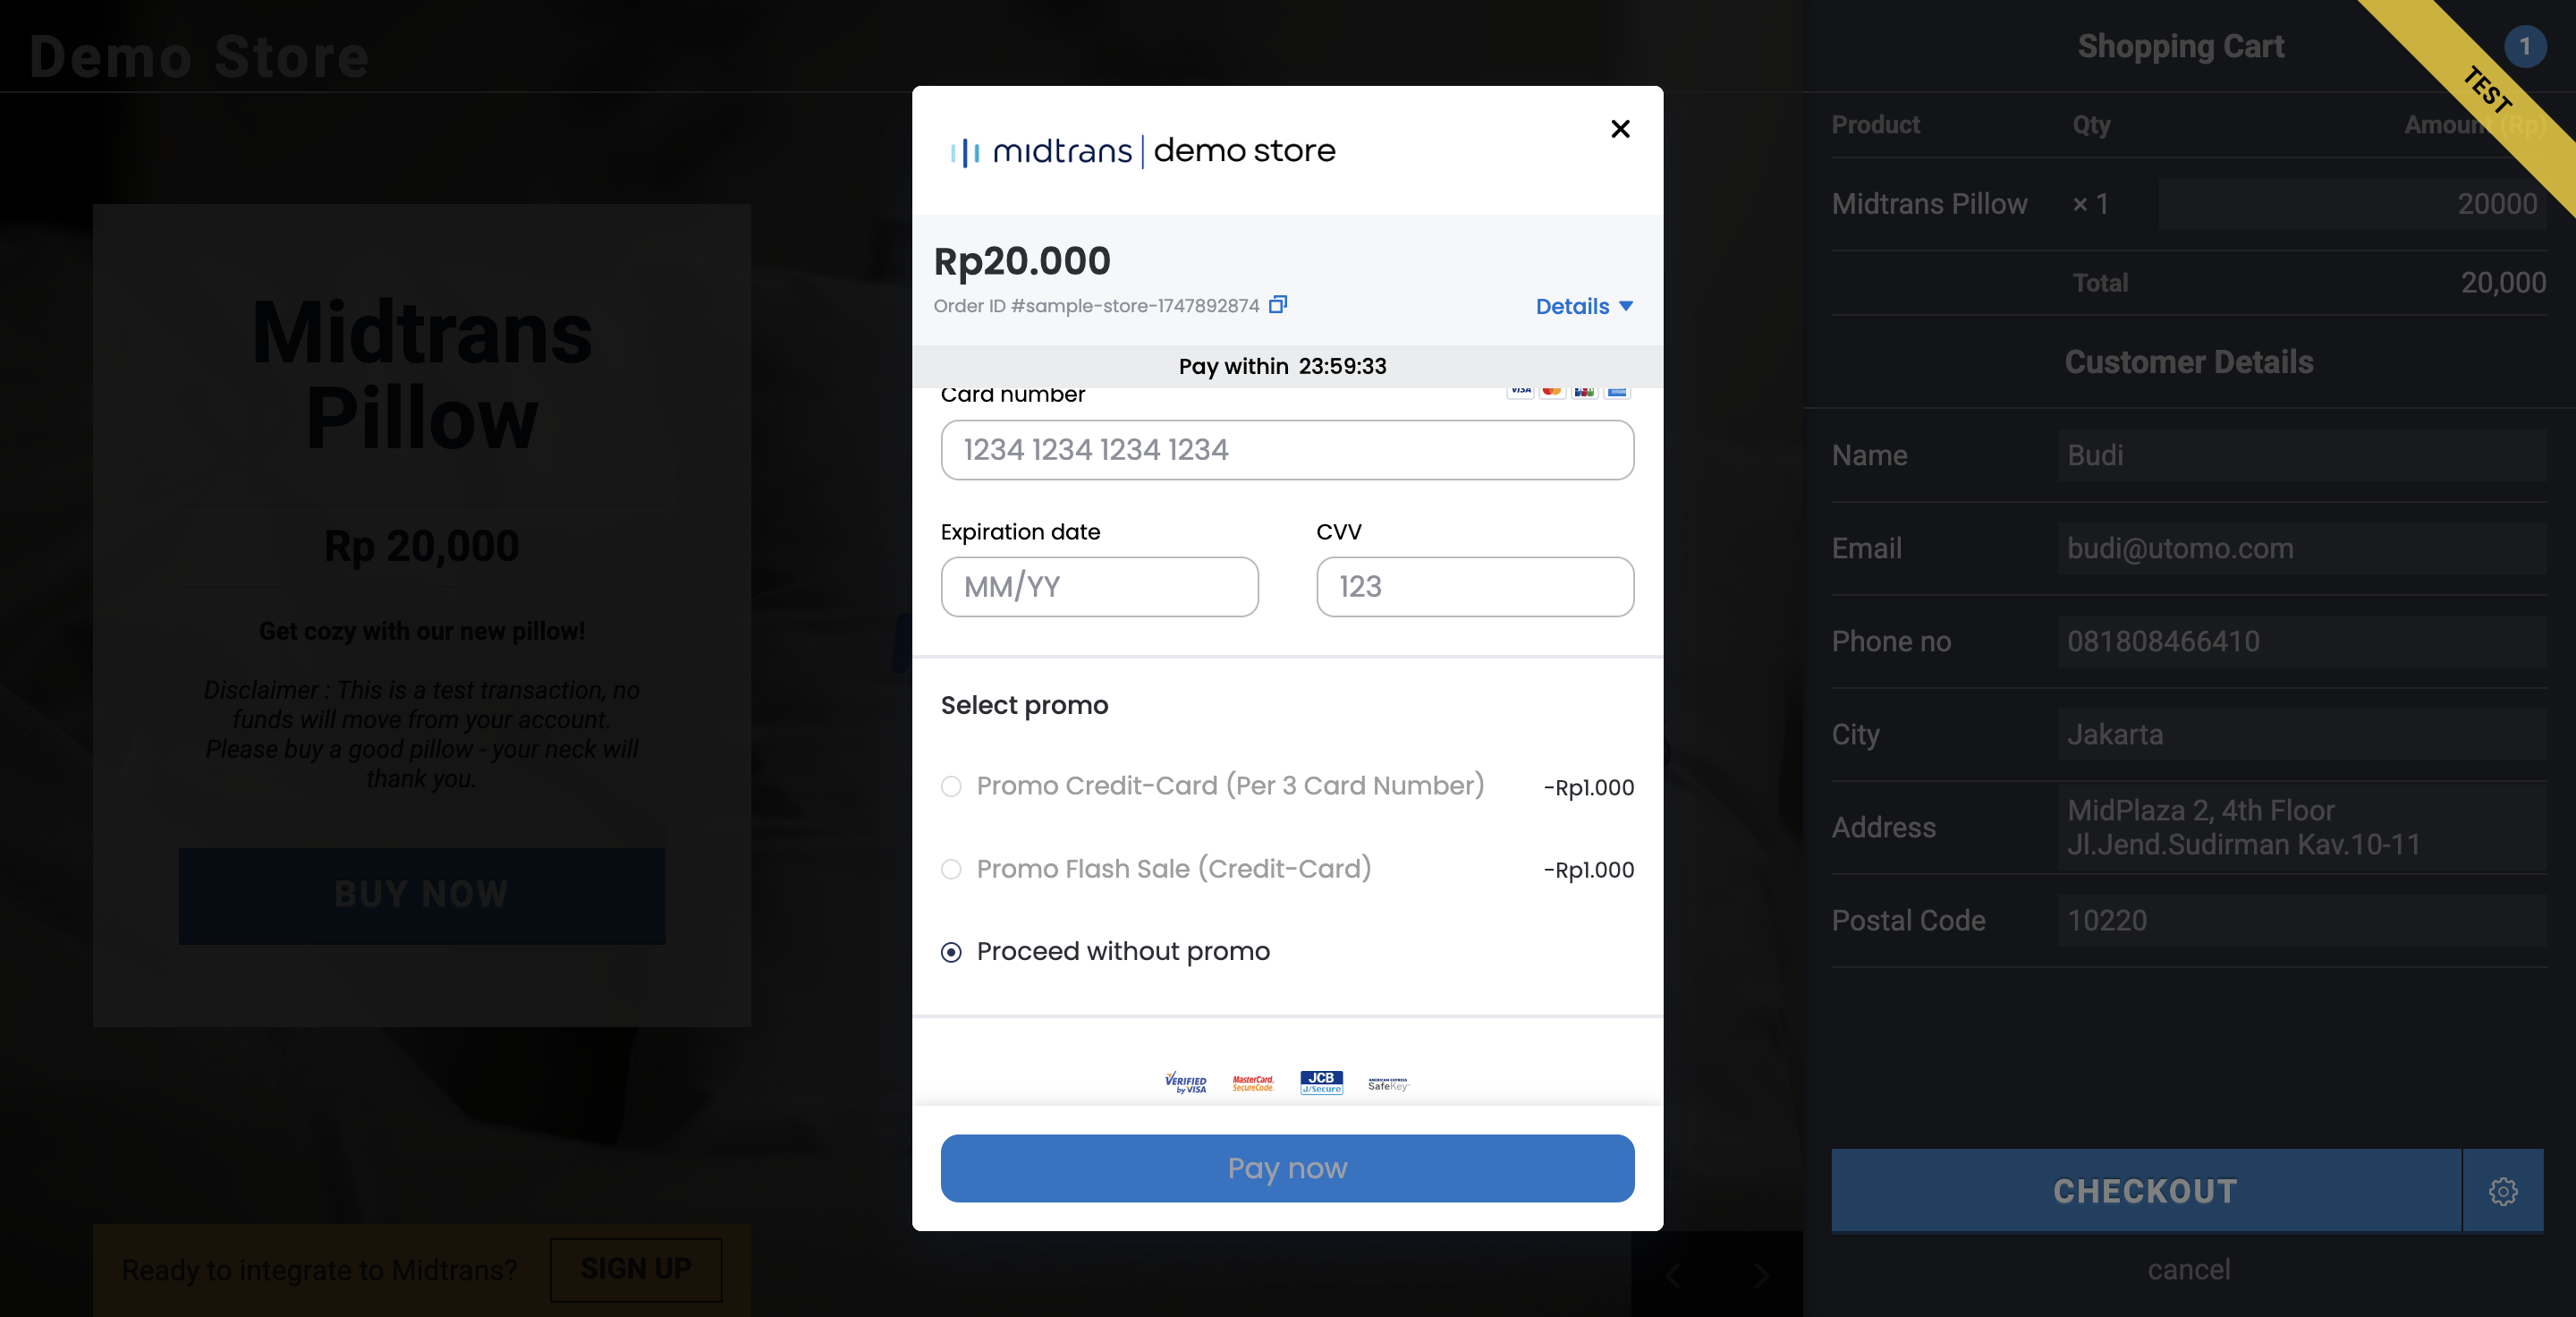 Demo Store
Midtrans
Pillow
Rp 20,000
Get cozy with our new pillow!
Disclaimer : This is a test transaction, no
funds will move from your account.
Please buy a good pillow - your neck will
thank you.
BUY NOW
Ready to integrate to Midtrans?
SIGN UP
midtrans | demo store
Rp20.000
Order ID #sample-store-1747892874
Details
Pay within 23:59:33
Card number
VISA
JCB
1234 1234 1234 1234
Expiration date
CVV
MM/YY
123
Select promo
Promo Credit-Card (Per 3 Card Number)
-Rp1.000
Promo Flash Sale (Credit-Card)
-Rp1.000
Proceed without promo
VERIFIED
by VISA
MasterCard.
SecureCode.
JCB
J/Secure
AMERICAN EXPRESS
SafeKey
Pay now
Shopping Cart
1
TEST
Product Qty Amount (Rp)
Midtrans Pillow × 1 20000
Total 20,000
Customer Details
Name Budi
Email budi@utomo.com
Phone no 081808466410
City Jakarta
Address MidPlaza 2, 4th Floor
Jl.Jend.Sudirman Kav.10-11
Postal Code 10220
CHECKOUT
cancel